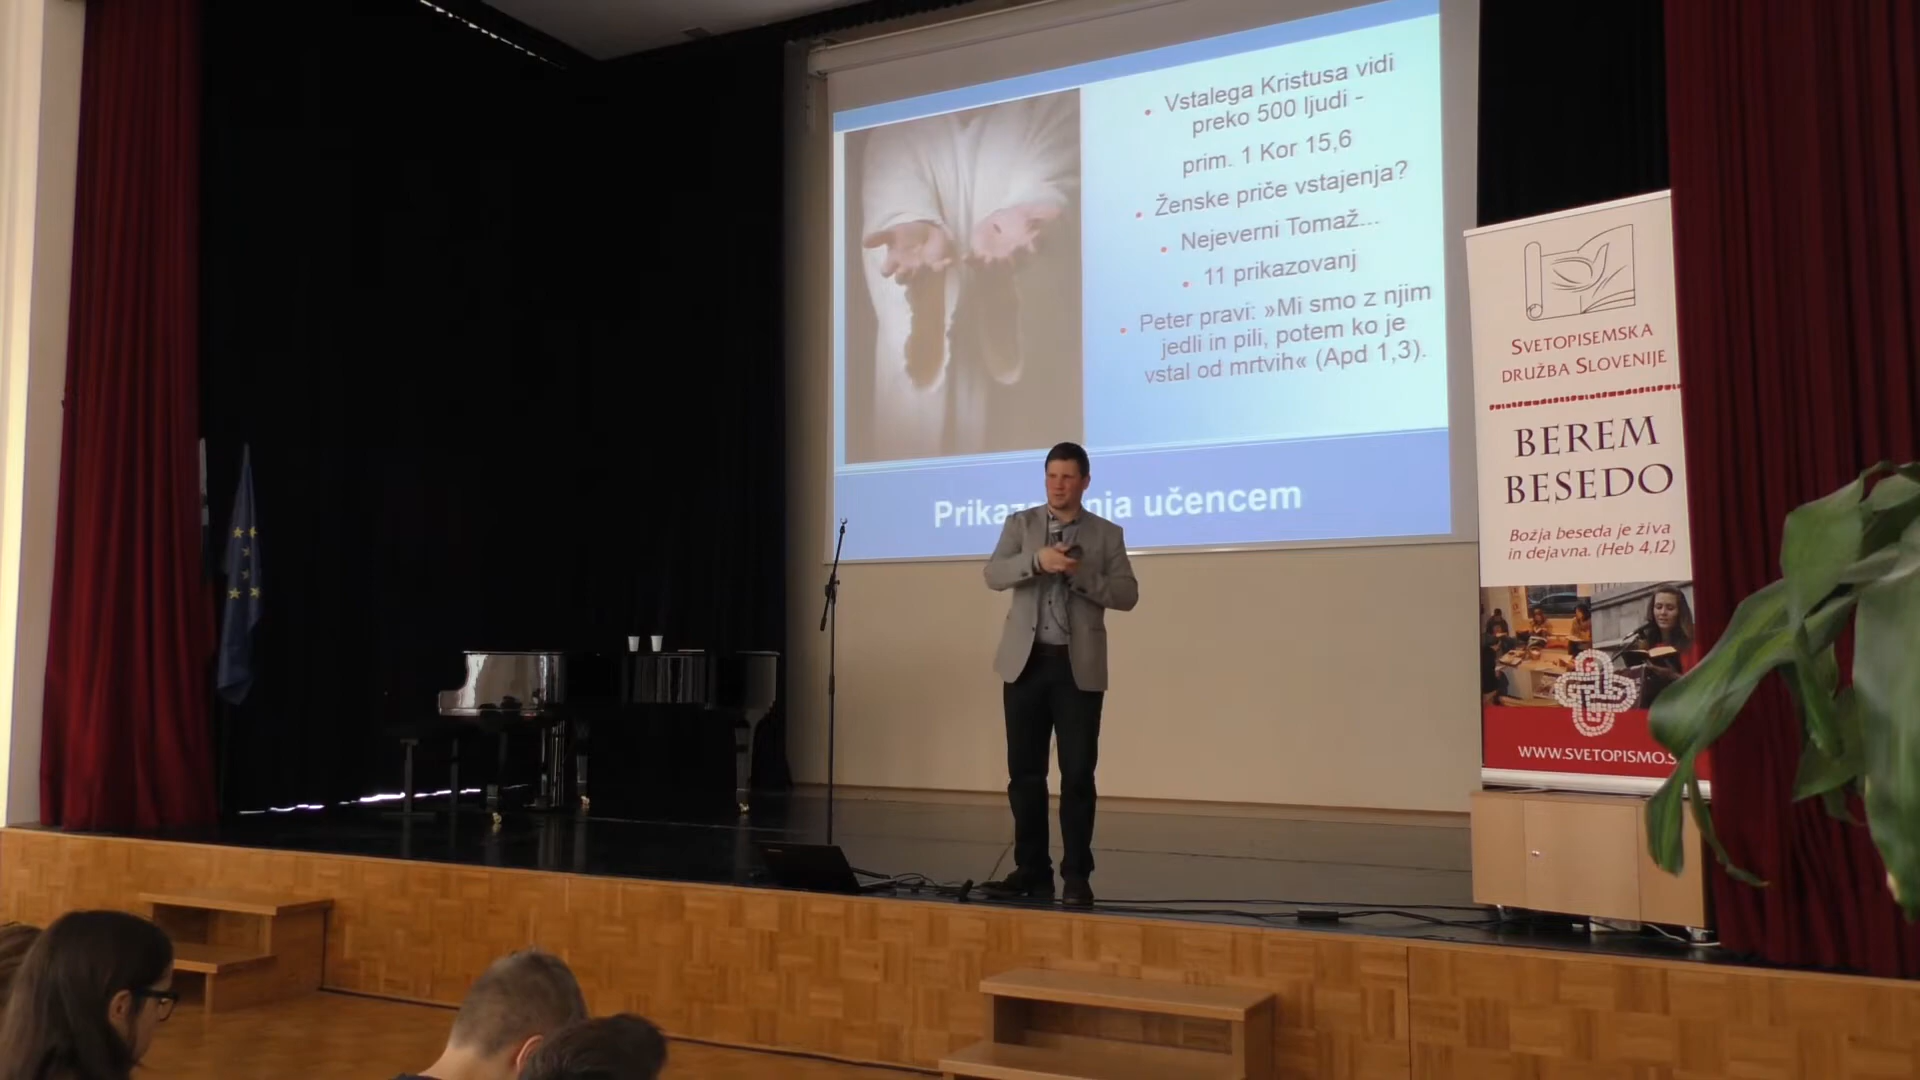 Vstalega Kristusa vidi
preko 500 ljudi -
prim. 1 Kor 15,6
Ženske priče vstajenja?
Nejeverni Tomaž...
11 prikazovanj
Peter pravi: »Mi smo z njim
jedli in pili, potem ko je
vstal od mrtvih« (Apd 1,3).
učencem
SVETOPISEMSKA
DRUŽBA SLOVENIJE
BEREM
BESEDO
Božja beseda je živa
in dejavna. (Heb 4,12)